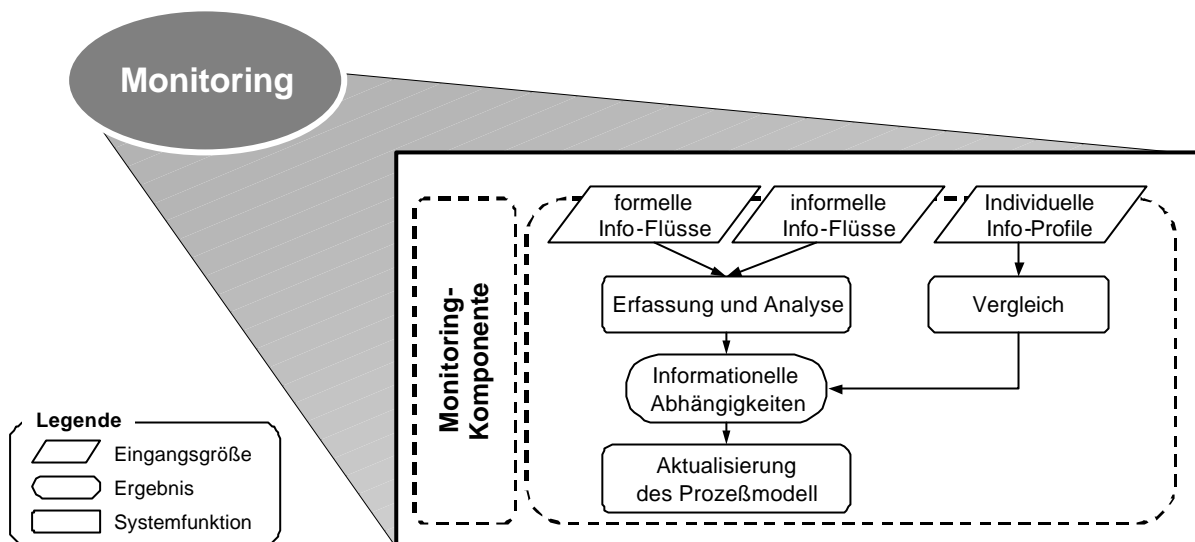 Monitoring
formelle
Info-Flüsse
informelle
Info-Flüsse
Individuelle
Info-Profile
Monitoring-
Komponente
Erfassung und Analyse
Vergleich
Informationelle
Abhängigkeiten
Aktualisierung
des Prozeßmodell
Legende
Eingangsgröße
Ergebnis
Systemfunktion